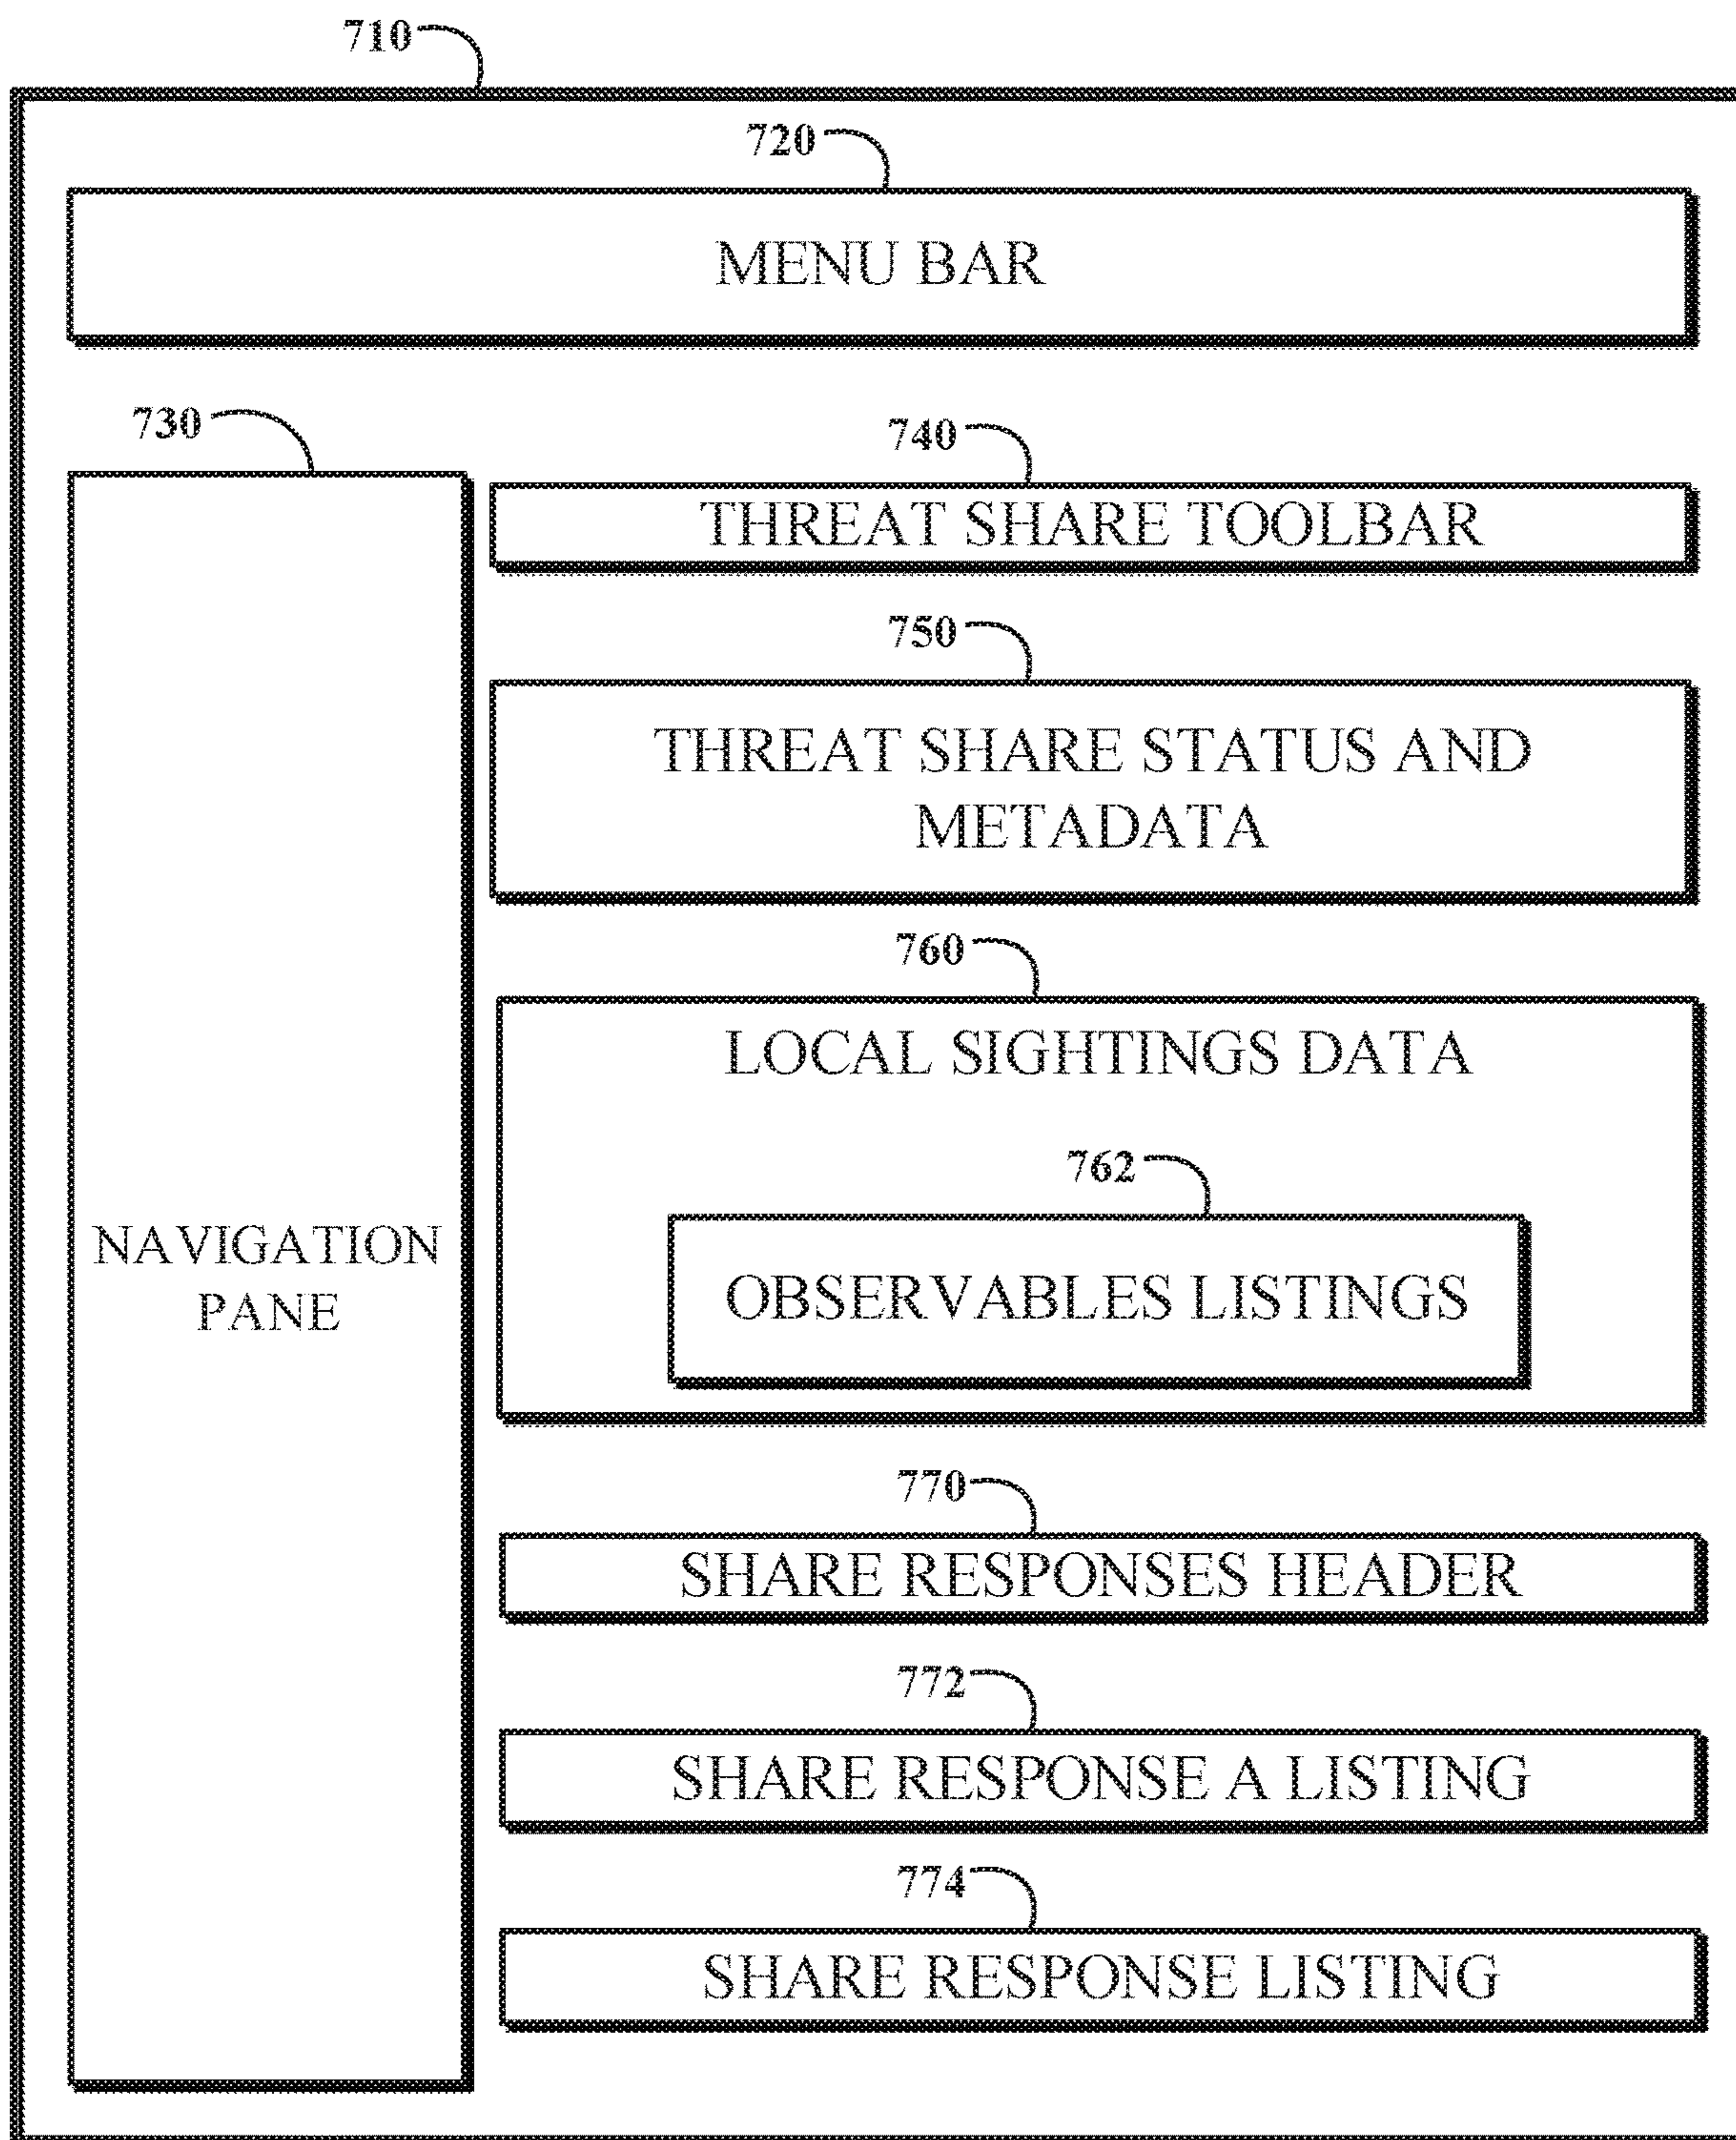 710
720
MENU BAR
730
NAVIGATION
PANE
740
THREAT SHARE TOOLBAR
750
THREAT SHARE STATUS AND
METADATA
760
LOCAL SIGHTINGS DATA
762
OBSERVABLES LISTINGS
770
SHARE RESPONSES HEADER
772
SHARE RESPONSE A LISTING
774
SHARE RESPONSE LISTING